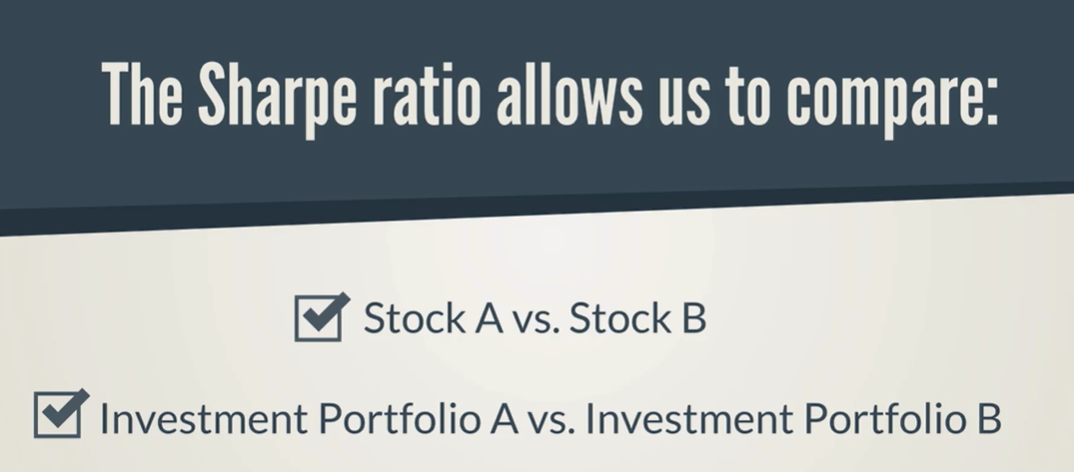 The Sharpe ratio allows us to compare:
Stock A vs. Stock B
Investment Portfolio A vs. Investment Portfolio B